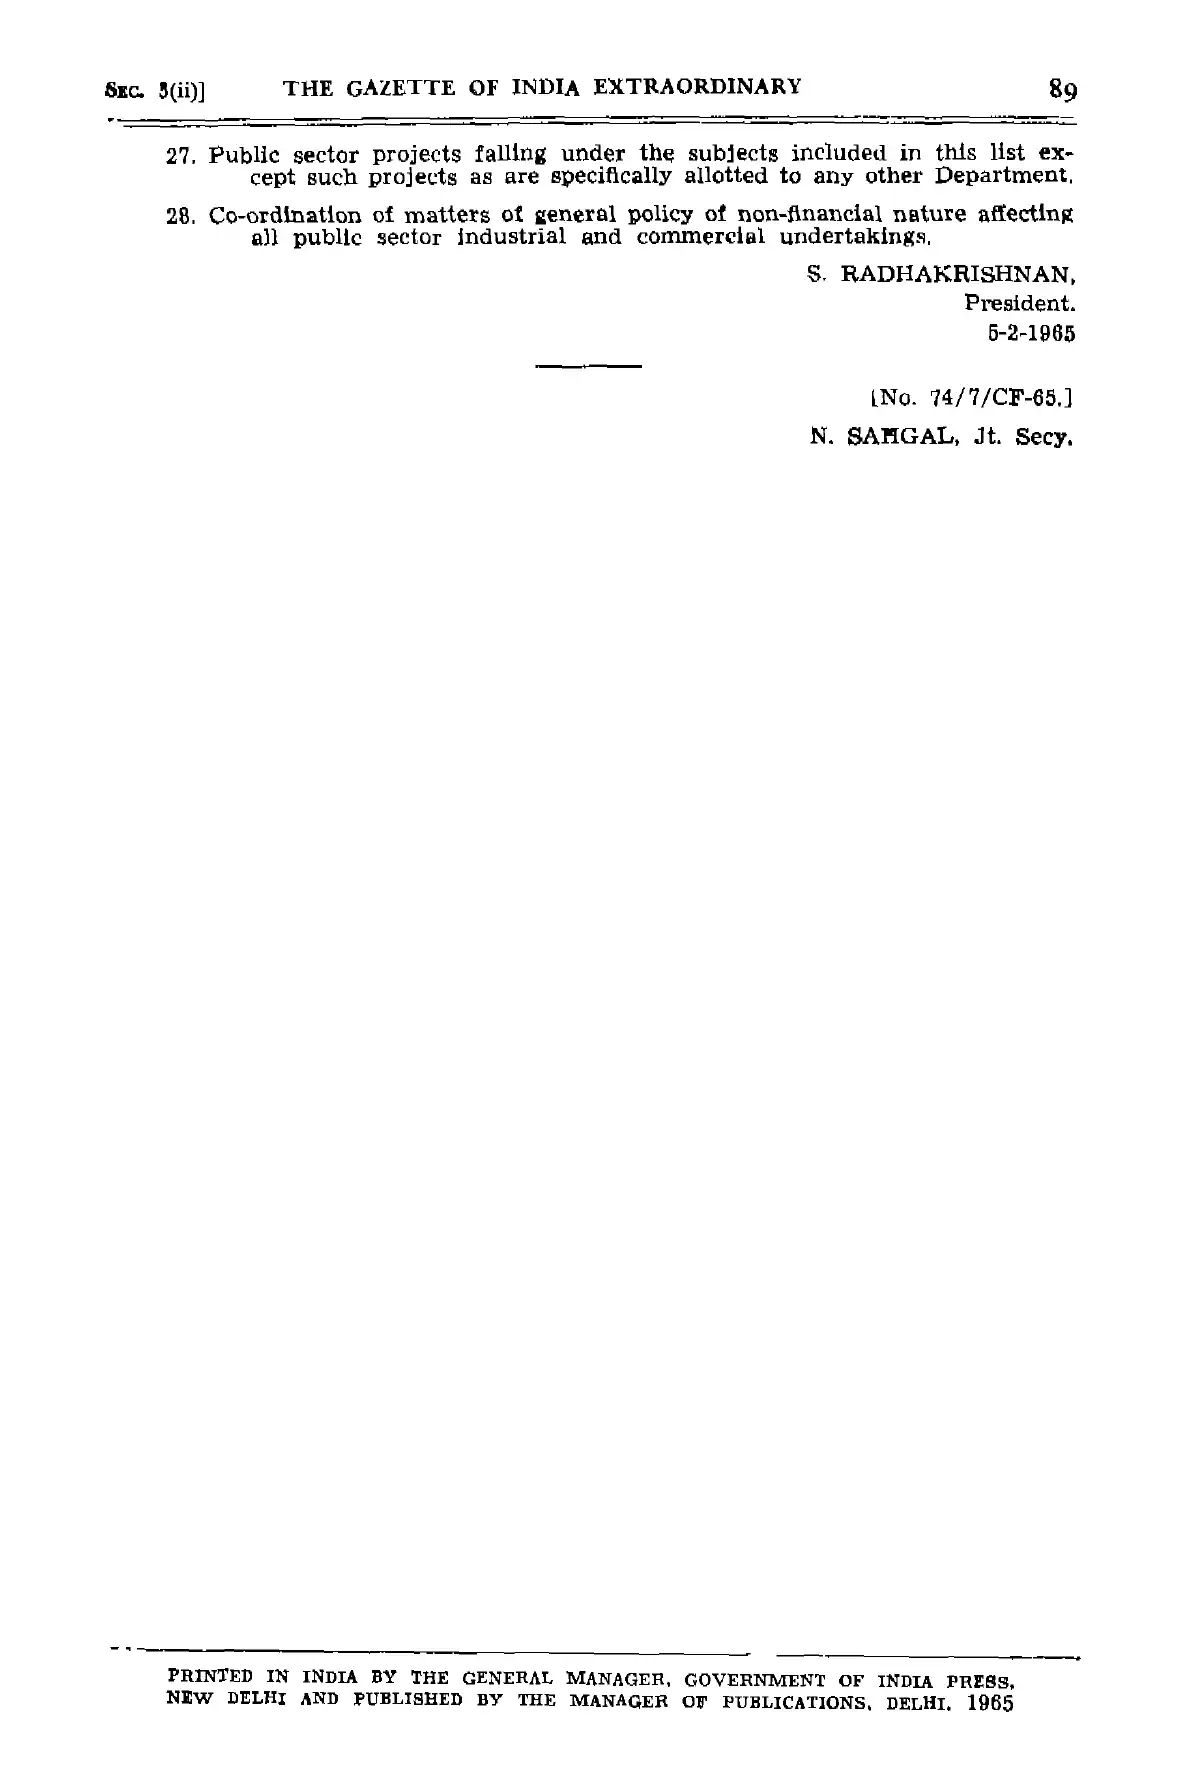 SEC. 3(ii)] THE GAZETTE OF INDIA EXTRAORDINARY 89
27. Public sector projects falling under the subjects included in this list ex-
cept such projects as are specifically allotted to any other Department.
28. Co-ordination of matters of general policy of non-financial nature affecting
all public sector industrial and commercial undertakings.
S. RADHAKRISHNAN,
President.
5-2-1965
[No. 74/7/CF-65.]
N. SAHGAL, Jt. Secy.
PRINTED IN INDIA BY THE GENERAL MANAGER, GOVERNMENT OF INDIA PRESS,
NEW DELHI AND PUBLISHED BY THE MANAGER OF PUBLICATIONS, DELHI, 1965